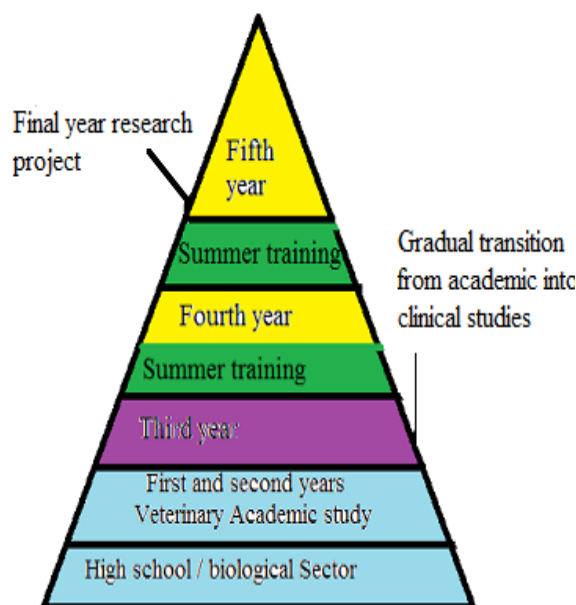 Final year research
project
Fifth
year
Summer training
Gradual transition
from academic into
clinical studies
Fourth year
Summer training
Third year
First and second years
Veterinary Academic study
High school / biological Sector